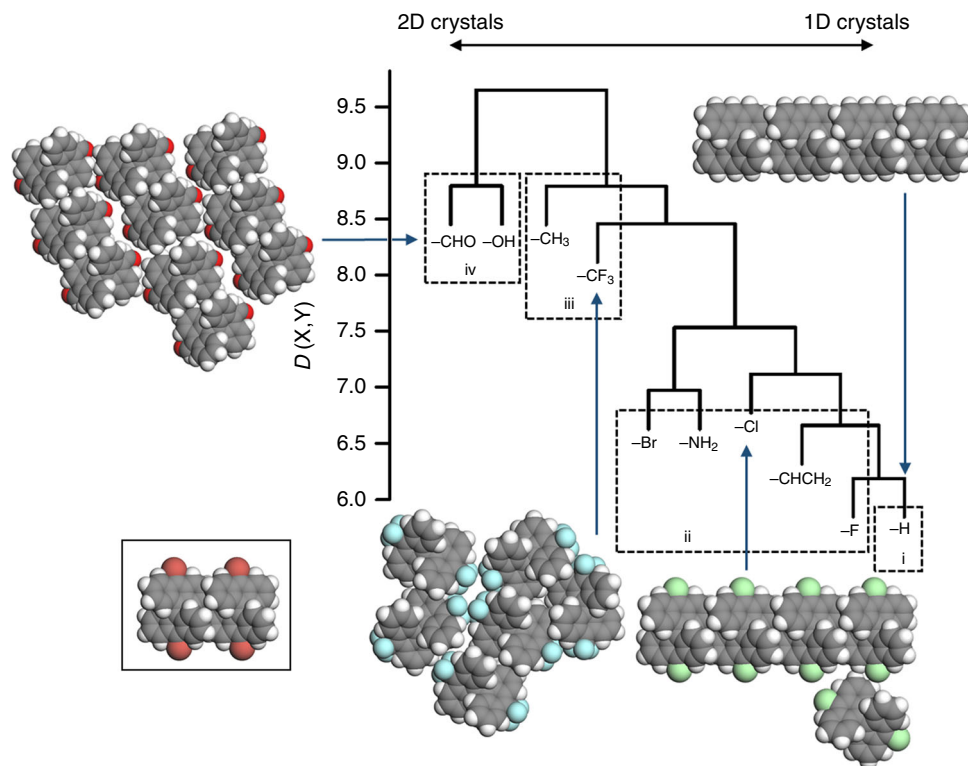 2D crystals
1D crystals
9.5
9.0
8.5
8.0
7.5
7.0
6.5
6.0
D (X,Y)
–CHO –OH
iv
–CH₃
–CF₃
iii
–Br
–NH₂
–Cl
–CHCH₂
–F
ii
–H
i